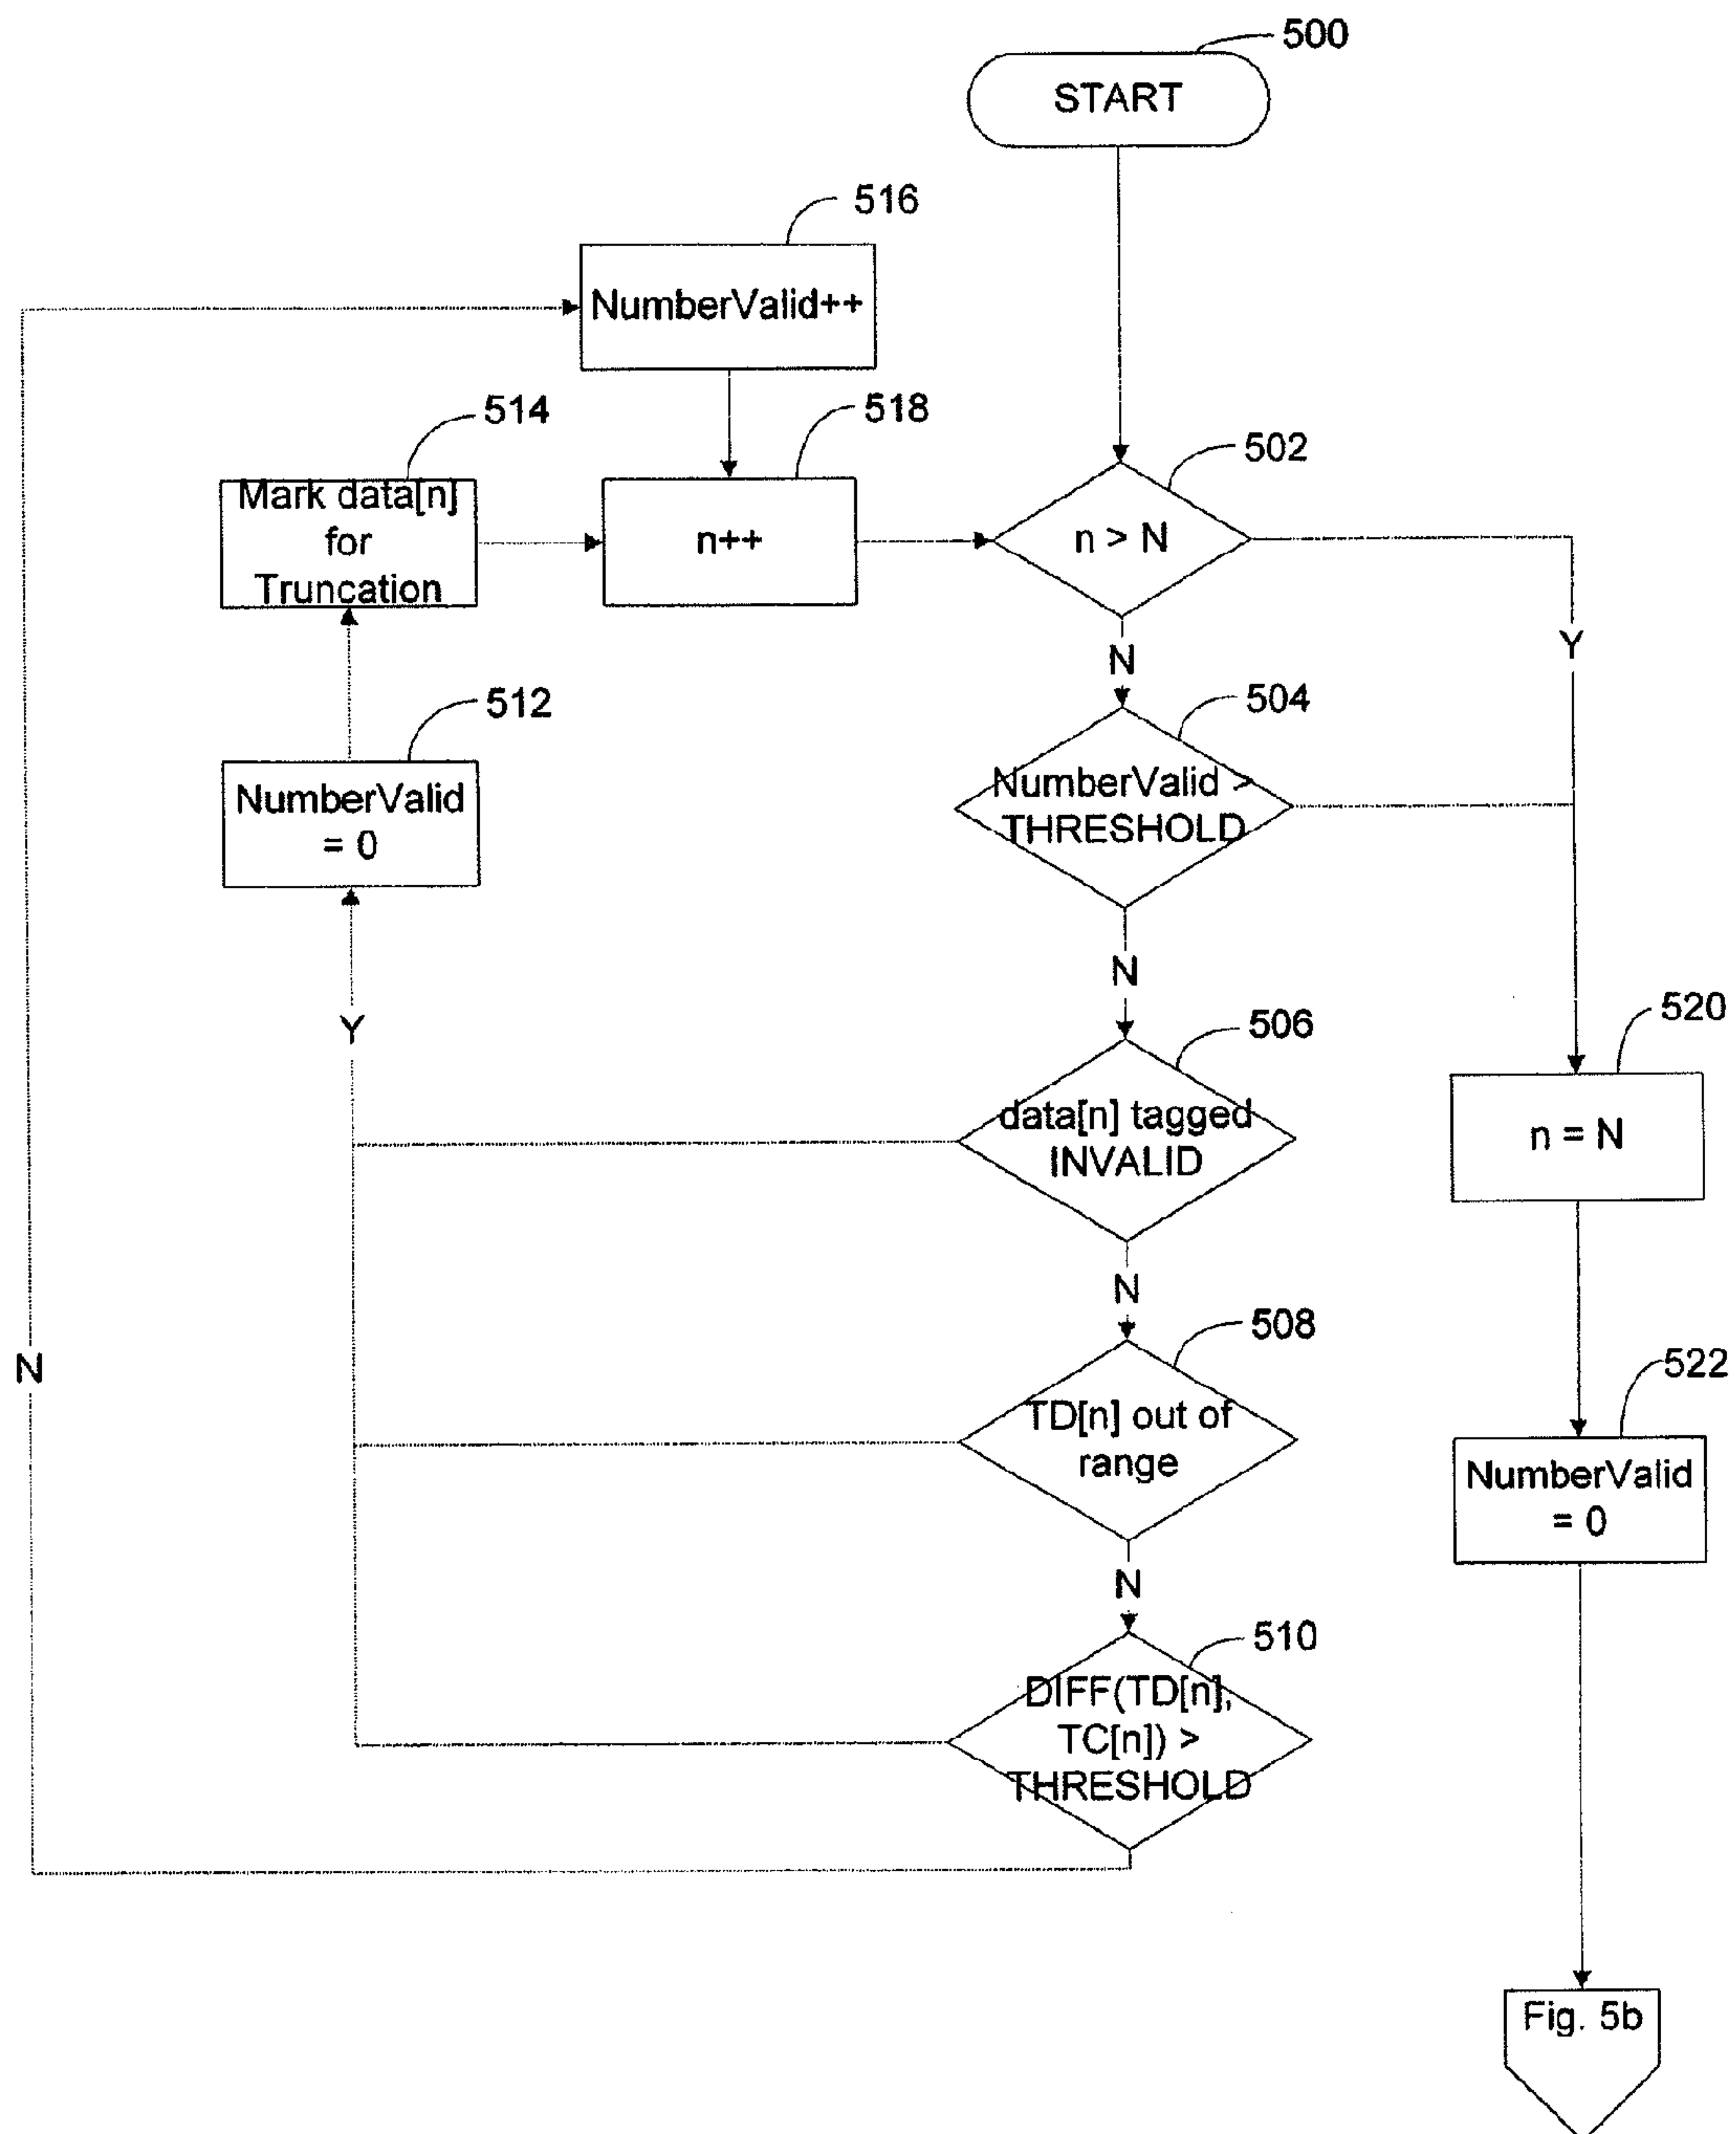 500
START
516
NumberValid++
514
518
502
Mark data[n]
for
Truncation
n++
n > N
N
Y
512
504
NumberValid
= 0
NumberValid >
THRESHOLD
N
Y
506
520
data[n] tagged
INVALID
n = N
N
508
522
N
TD[n] out of
range
NumberValid
= 0
N
510
DIFF(TD[n],
TC[n]) >
THRESHOLD
Fig. 5b